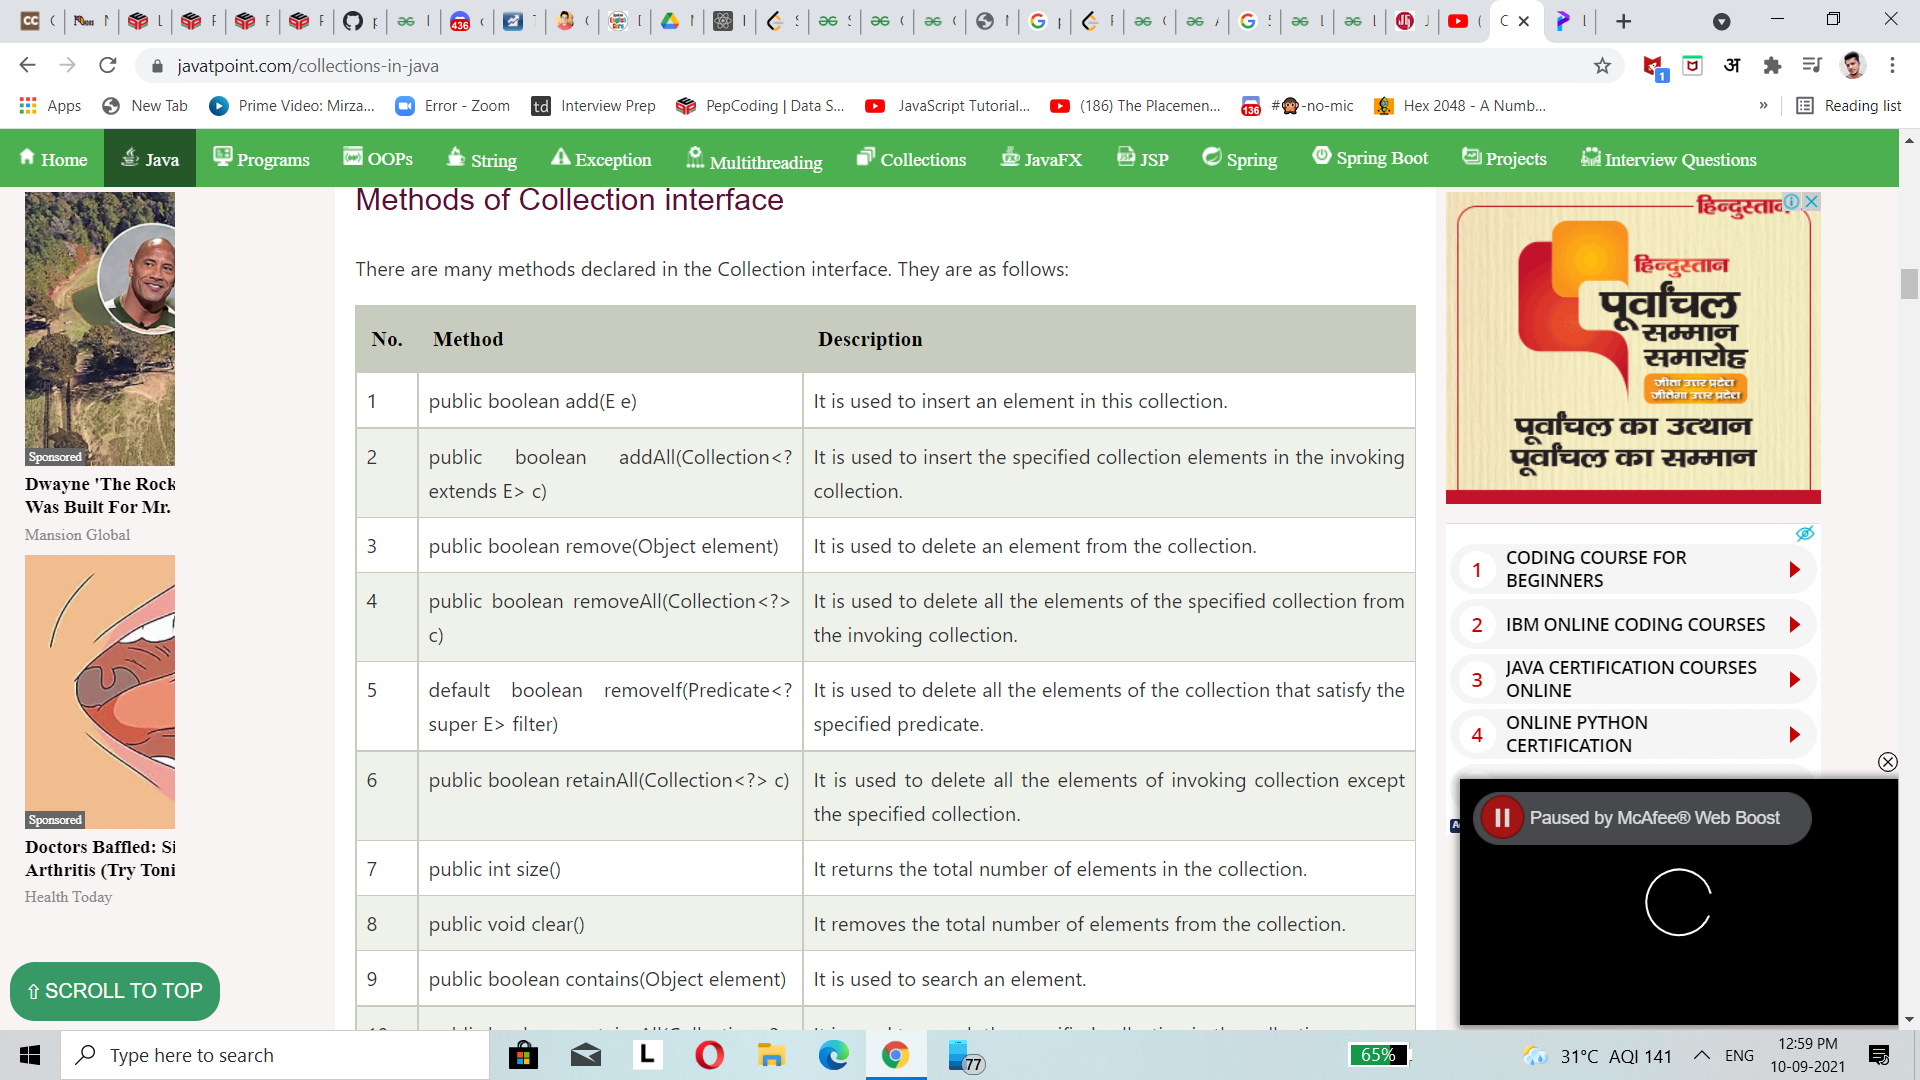 javatpoint.com/collections-in-java
1
अ
Apps
New Tab
Prime Video: Mirza...
Error - Zoom
td
Interview Prep
PepCoding | Data S...
JavaScript Tutorial...
(186) The Placemen...
136
#🙊-no-mic
Hex 2048 - A Numb...
»
Reading list
Home
Java
Programs
OOPs
String
Exception
Multithreading
Collections
JavaFX
JSP
Spring
Spring Boot
Projects
Interview Questions
Methods of Collection interface
There are many methods declared in the Collection interface. They are as follows:
No. Method Description
1 public boolean add(E e) It is used to insert an element in this collection.
2 public boolean addAll(Collection<? It is used to insert the specified collection elements in the invoking
extends E> c) collection.
3 public boolean remove(Object element) It is used to delete an element from the collection.
4 public boolean removeAll(Collection<?> It is used to delete all the elements of the specified collection from
c) the invoking collection.
5 default boolean removeIf(Predicate<? It is used to delete all the elements of the collection that satisfy the
super E> filter) specified predicate.
6 public boolean retainAll(Collection<?> c) It is used to delete all the elements of invoking collection except
the specified collection.
7 public int size() It returns the total number of elements in the collection.
8 public void clear() It removes the total number of elements from the collection.
9 public boolean contains(Object element) It is used to search an element.
Sponsored
Dwayne 'The Rock
Was Built For Mr.
Mansion Global
Sponsored
Doctors Baffled: Si
Arthritis (Try Toni
Health Today
⇧ SCROLL TO TOP
हिन्दुस्तान
हिन्दुस्तान
पूर्वांचल
सम्मान
समारोह
जीता उत्तर प्रदेश
जीतेगा उत्तर प्रदेश
पूर्वांचल का उत्थान
पूर्वांचल का सम्मान
1 CODING COURSE FOR
BEGINNERS
2 IBM ONLINE CODING COURSES
3 JAVA CERTIFICATION COURSES
ONLINE
4 ONLINE PYTHON
CERTIFICATION
Paused by McAfee® Web Boost
Type here to search
L
77
65%
31°C AQI 141
ENG
12:59 PM
10-09-2021